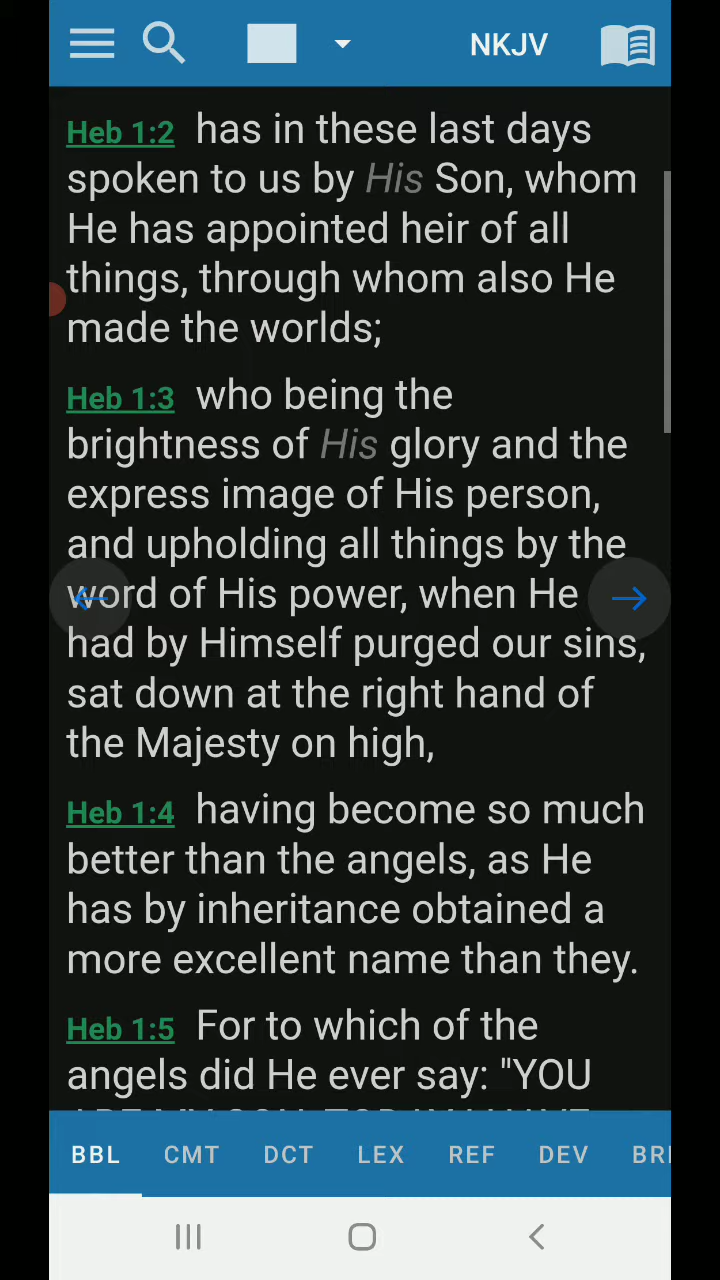 NKJV
Heb 1:2 has in these last days
spoken to us by His Son, whom
He has appointed heir of all
things, through whom also He
made the worlds;
Heb 1:3 who being the
brightness of His glory and the
express image of His person,
and upholding all things by the
word of His power, when He
had by Himself purged our sins,
sat down at the right hand of
the Majesty on high,
Heb 1:4 having become so much
better than the angels, as He
has by inheritance obtained a
more excellent name than they.
Heb 1:5 For to which of the
angels did He ever say: "YOU
BBL CMT DCT LEX REF DEV BRI